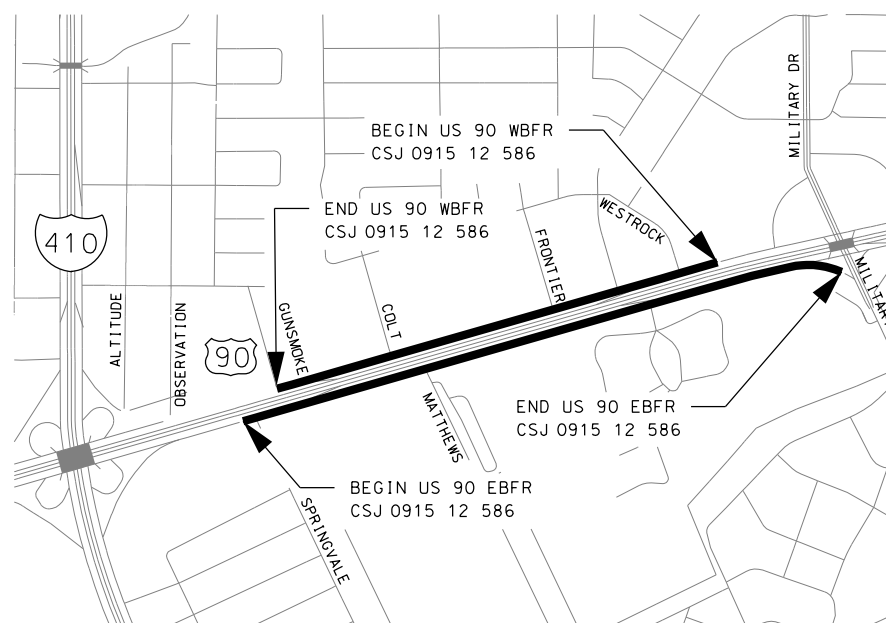 MILITARY DR
BEGIN US 90 WBFR
CSJ 0915 12 586
END US 90 WBFR
CSJ 0915 12 586
WESTROCK
410
FRONTIER
ALTITUDE
OBSERVATION
GUNSMOKE
COLT
90
MATTHEWS
END US 90 EBFR
CSJ 0915 12 586
BEGIN US 90 EBFR
CSJ 0915 12 586
SPRINGVALE